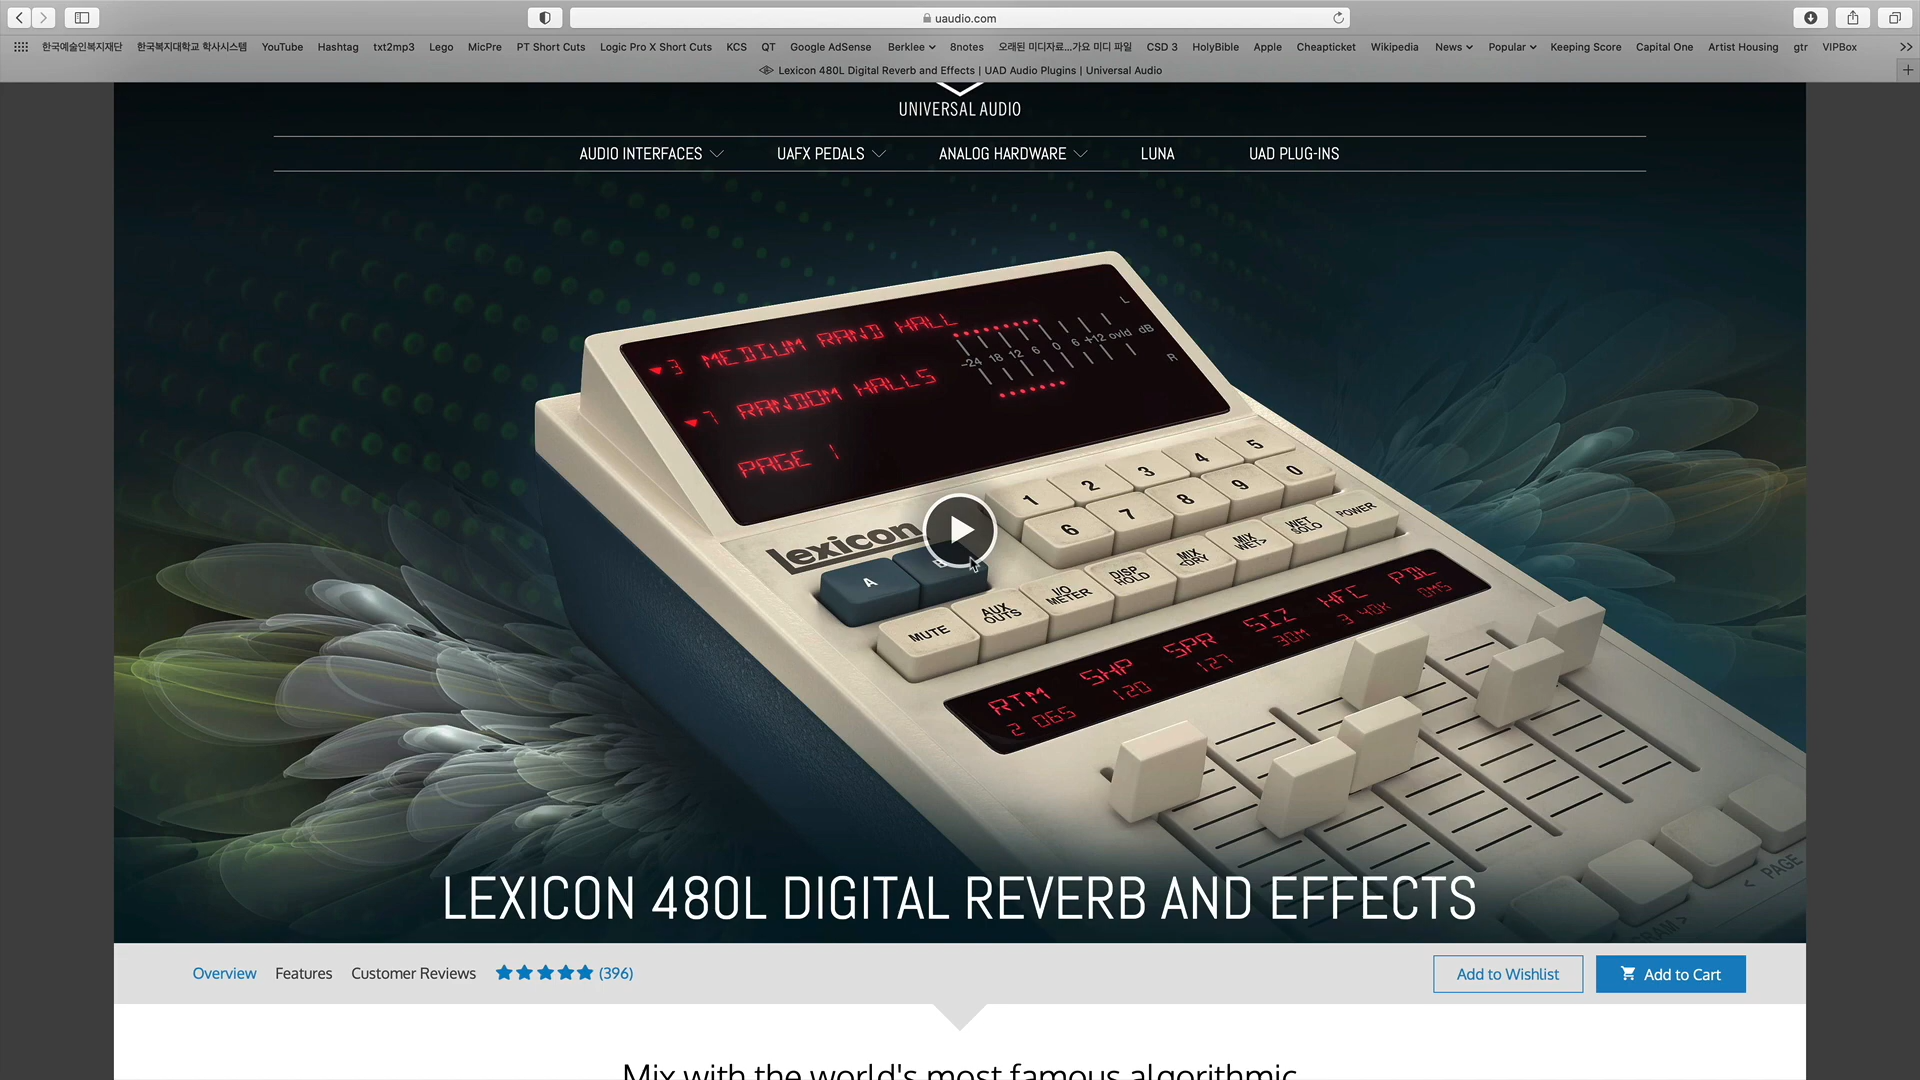 uaudio.com
한국예술인복지재단 한국복지대학교 학사시스템 YouTube Hashtag txt2mp3 Lego MicPre PT Short Cuts Logic Pro X Short Cuts KCS QT Google AdSense Berklee 8notes 오래된 미디자료...가요 미디 파일 CSD 3 HolyBible Apple Cheapticket Wikipedia News Popular Keeping Score Capital One Artist Housing gtr VIPBox
Lexicon 480L Digital Reverb and Effects | UAD Audio Plugins | Universal Audio
UNIVERSAL AUDIO
AUDIO INTERFACES UAFX PEDALS ANALOG HARDWARE LUNA UAD PLUG-INS
3 MEDIUM RAND HALL
7 RANDOM HALLS
PAGE 1
L
-24 18 12 6 0 6 +12 ovld dB
R
1 2 3 4 5
6 7 8 9 0
lexicon
A B
MUTE AUX OUTS I/O METER DISP HOLD MIX <DRY MIX WET> WET SOLO POWER
RTM SHP SPR SIZ HFC PDL
2.06S 120 127 30M 3.40K 0MS
< PAGE
LEXICON 480L DIGITAL REVERB AND EFFECTS
Overview Features Customer Reviews (396) Add to Wishlist Add to Cart
Mix with the world's most famous algorithmic